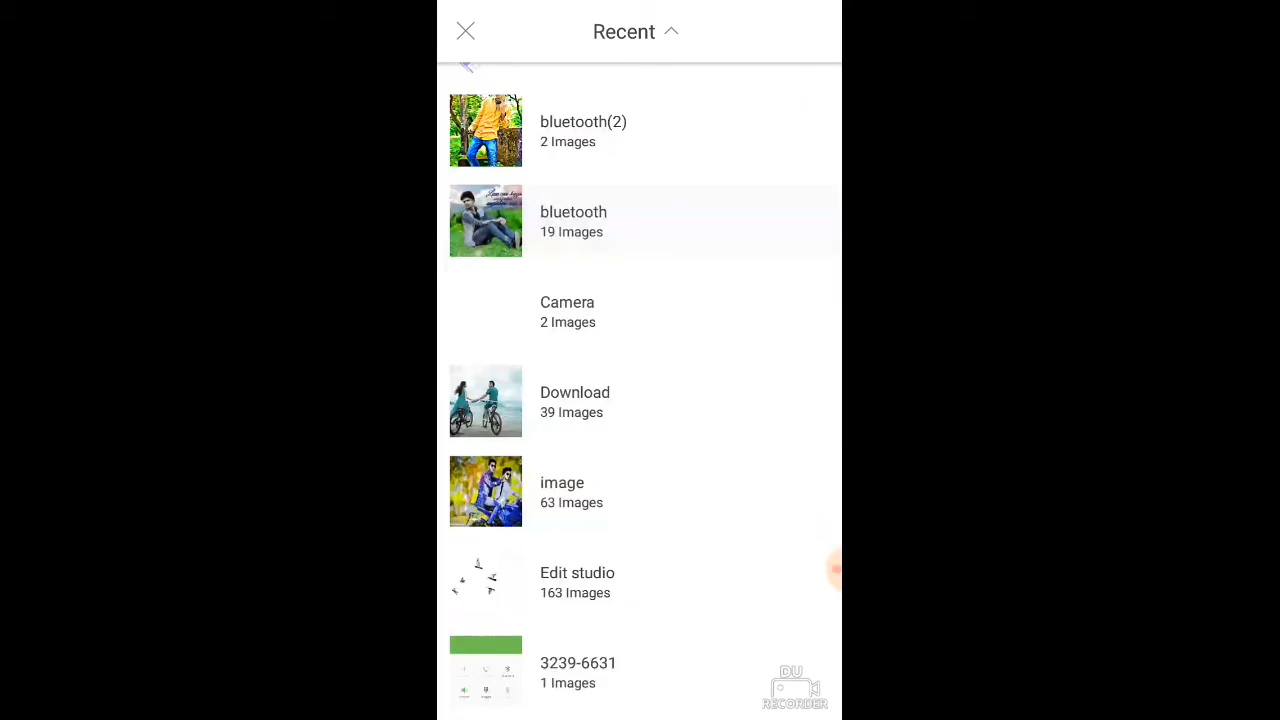 Recent
bluetooth(2)
2 Images
bluetooth
19 Images
Camera
2 Images
Download
39 Images
image
63 Images
Edit studio
163 Images
3239-6631
1 Images
DU
RECORDER